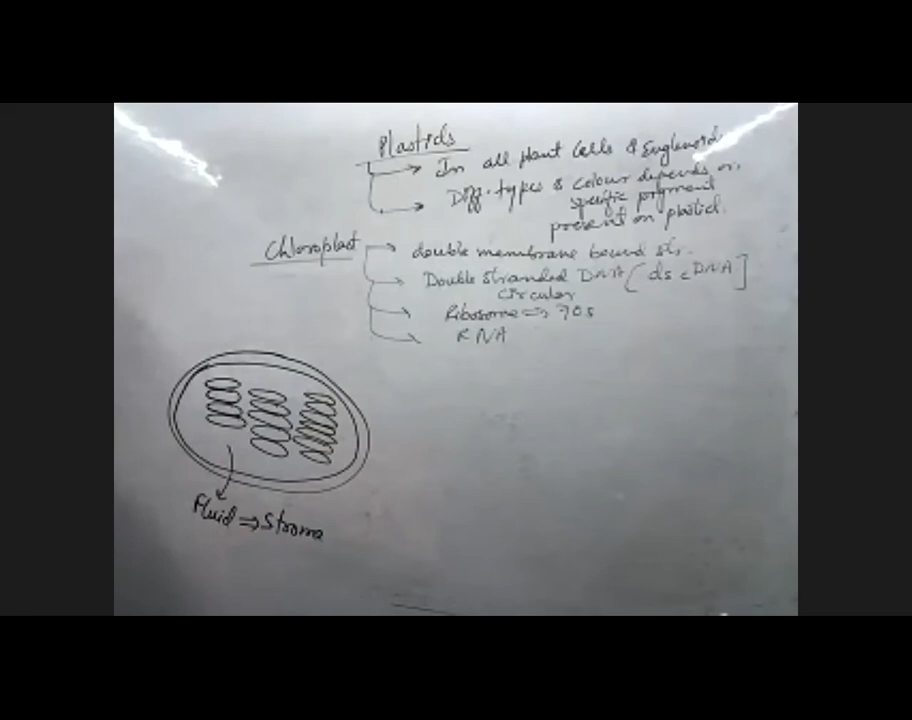 Plastids
In all plant cells & Euglenoid
Diff. types & colour depends on
specific pigment
present on plastid.
Chloroplast
double membrane bound str.
Double stranded DNA [ds cDNA]
circular
Ribosome => 70s
RNA
Fluid => Stroma